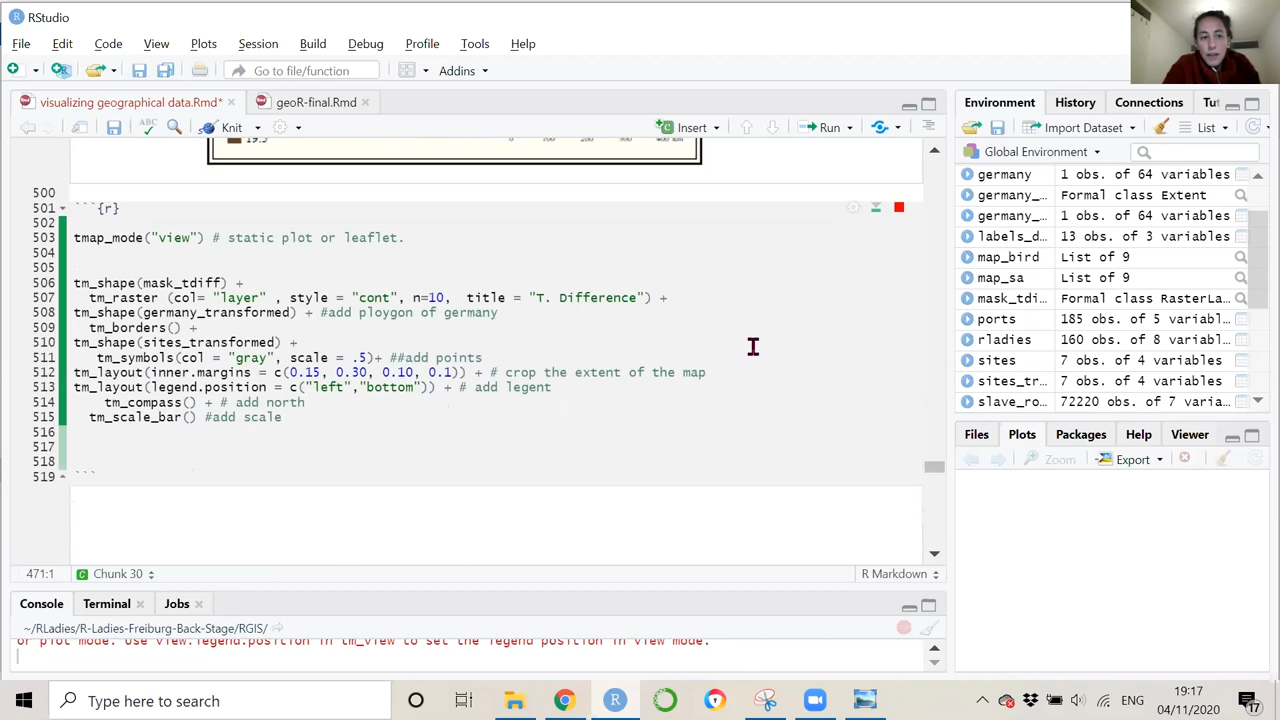 RStudio
File Edit Code View Plots Session Build Debug Profile Tools Help
Go to file/function Addins
visualizing geographical data.Rmd* geoR-final.Rmd
ABC Knit Insert Run
500
501 ```{r}
502
503 tmap_mode("view") # static plot or leaflet.
504
505
506 tm_shape(mask_tdiff) +
507 tm_raster (col= "layer" , style = "cont", n=10, title = "T. Difference") +
508 tm_shape(germany_transformed) + #add ploygon of germany
509 tm_borders() +
510 tm_shape(sites_transformed) +
511 tm_symbols(col = "gray", scale = .5)+ ##add points
512 tm_layout(inner.margins = c(0.15, 0.30, 0.10, 0.1)) + # crop the extent of the map
513 tm_layout(legend.position = c("left","bottom")) + # add legent
514 tm_compass() + # add north
515 tm_scale_bar() #add scale
516
517
518
519 ```
471:1 Chunk 30 R Markdown
Console Terminal Jobs
~/RLadies/R-Ladies-Freiburg-Back-Stage/RGIS/
or plot mode. Use view.legend.position in tm_view to set the legend position in view mode.
Environment History Connections Tut
Import Dataset List
Global Environment
germany 1 obs. of 64 variables
germany_… Formal class Extent
germany_… 1 obs. of 64 variables
labels_d… 13 obs. of 3 variables
map_bird List of 9
map_sa List of 9
mask_tdi… Formal class RasterLa…
ports 185 obs. of 5 variables
rladies 160 obs. of 8 variables
sites 7 obs. of 4 variables
sites_tr… 7 obs. of 4 variables
slave_ro… 72220 obs. of 7 varia…
Files Plots Packages Help Viewer
Zoom Export
Type here to search
ENG
19:17
04/11/2020
17